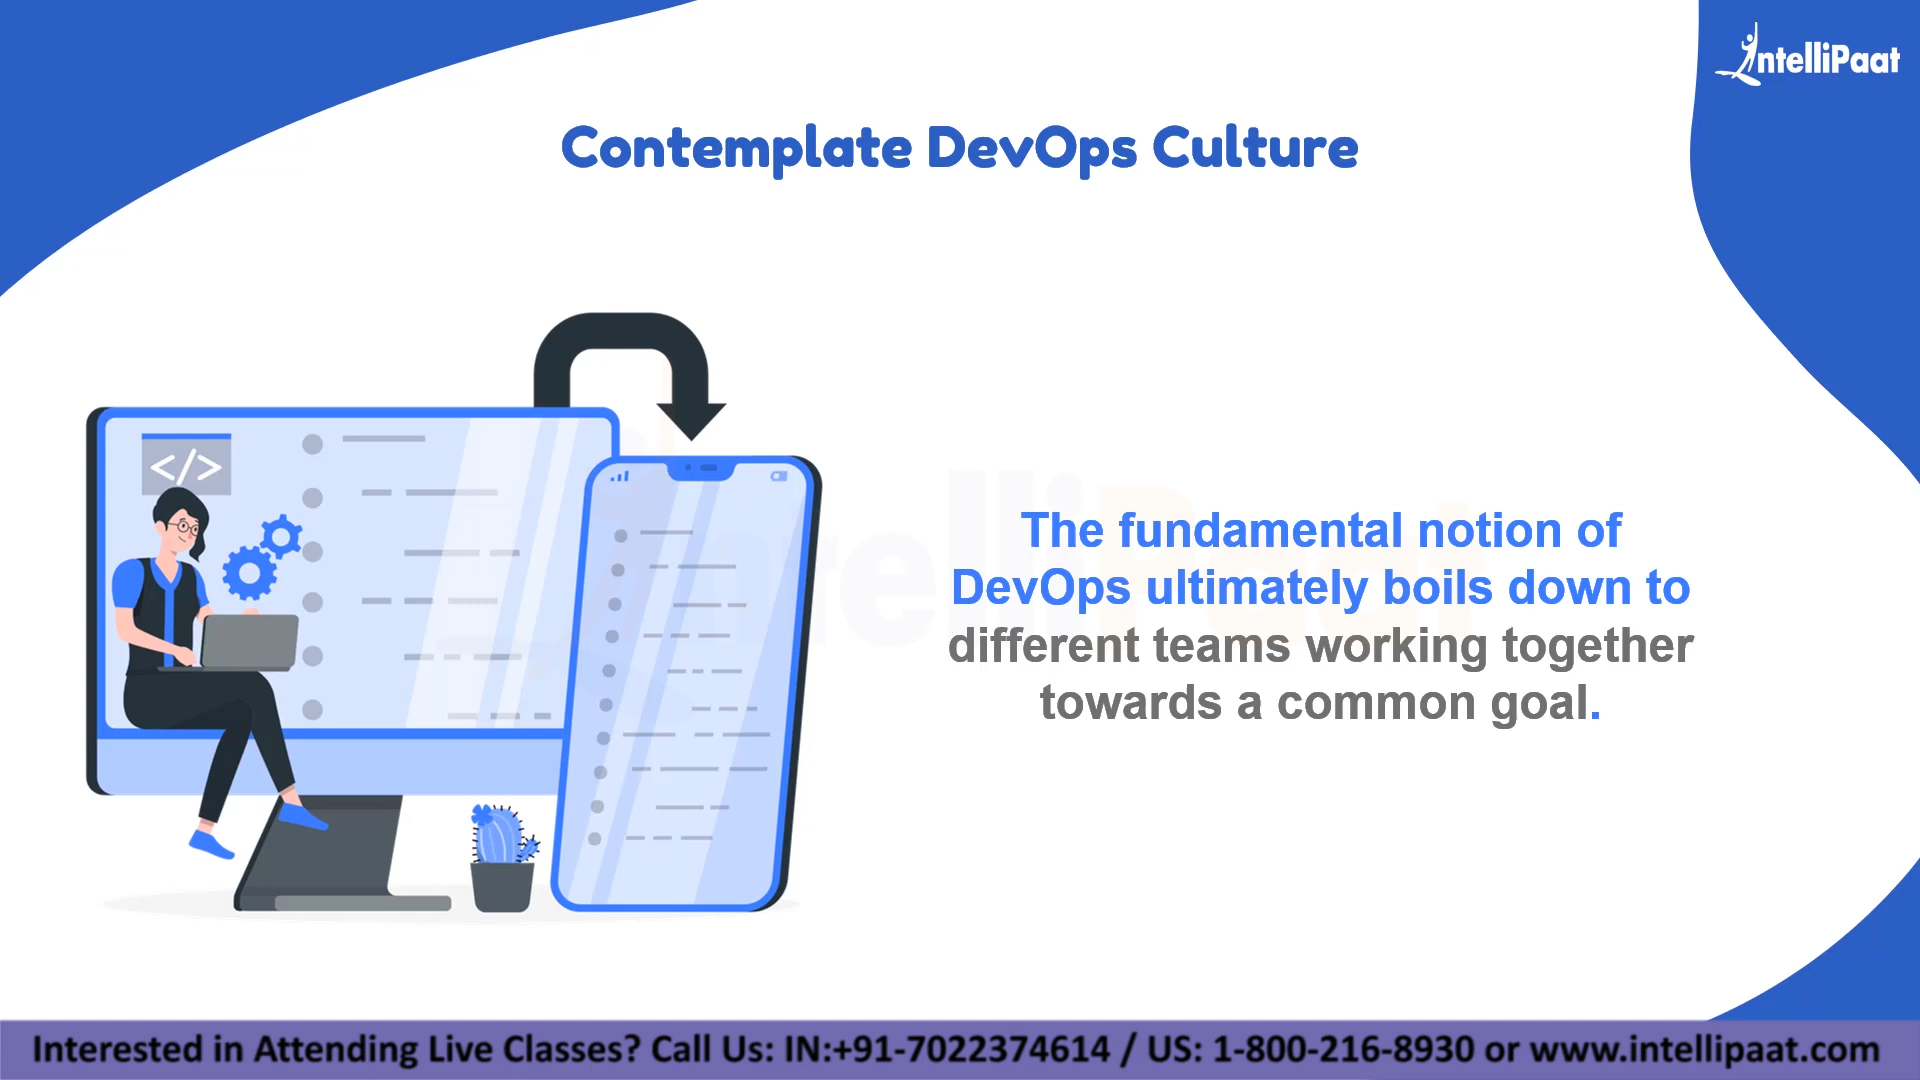 IntelliPaat
Contemplate DevOps Culture
</>
The fundamental notion of
DevOps ultimately boils down to
different teams working together
towards a common goal.
Interested in Attending Live Classes? Call Us: IN:+91-7022374614 / US: 1-800-216-8930 or www.intellipaat.com